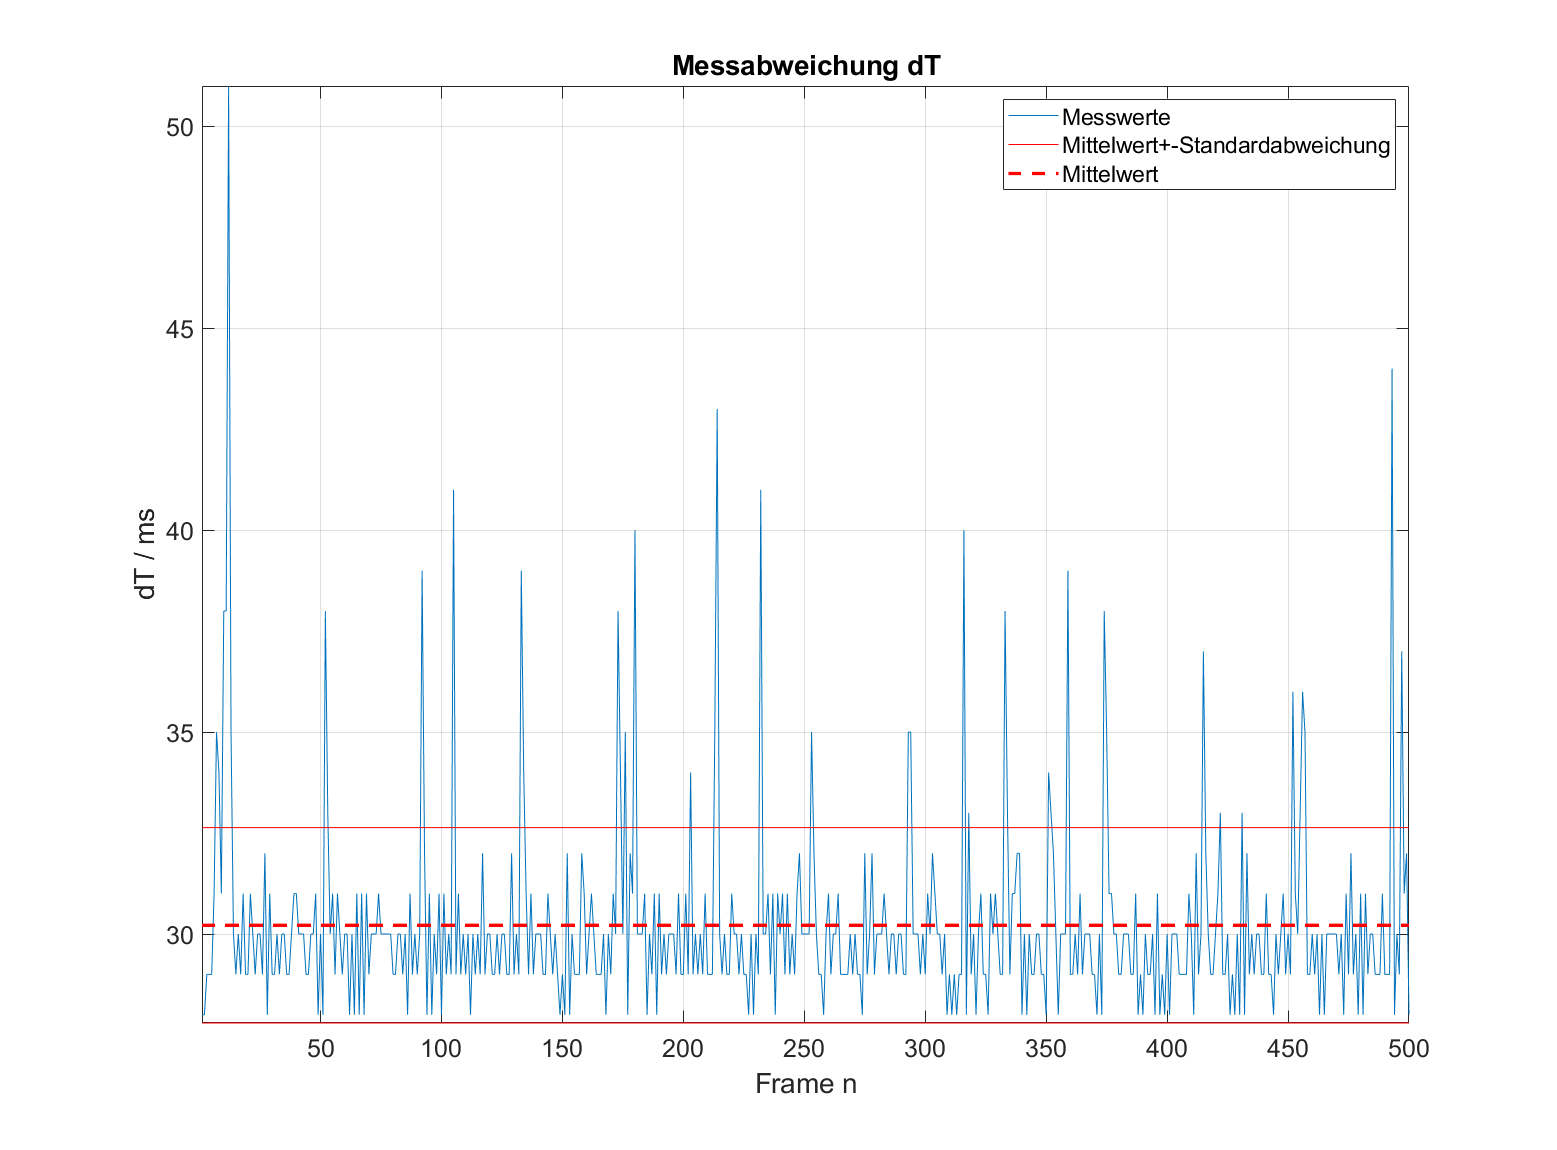 Messabweichung dT
Messwerte
Mittelwert+-Standardabweichung
Mittelwert
50
45
40
35
30
dT / ms
50 100 150 200 250 300 350 400 450 500
Frame n